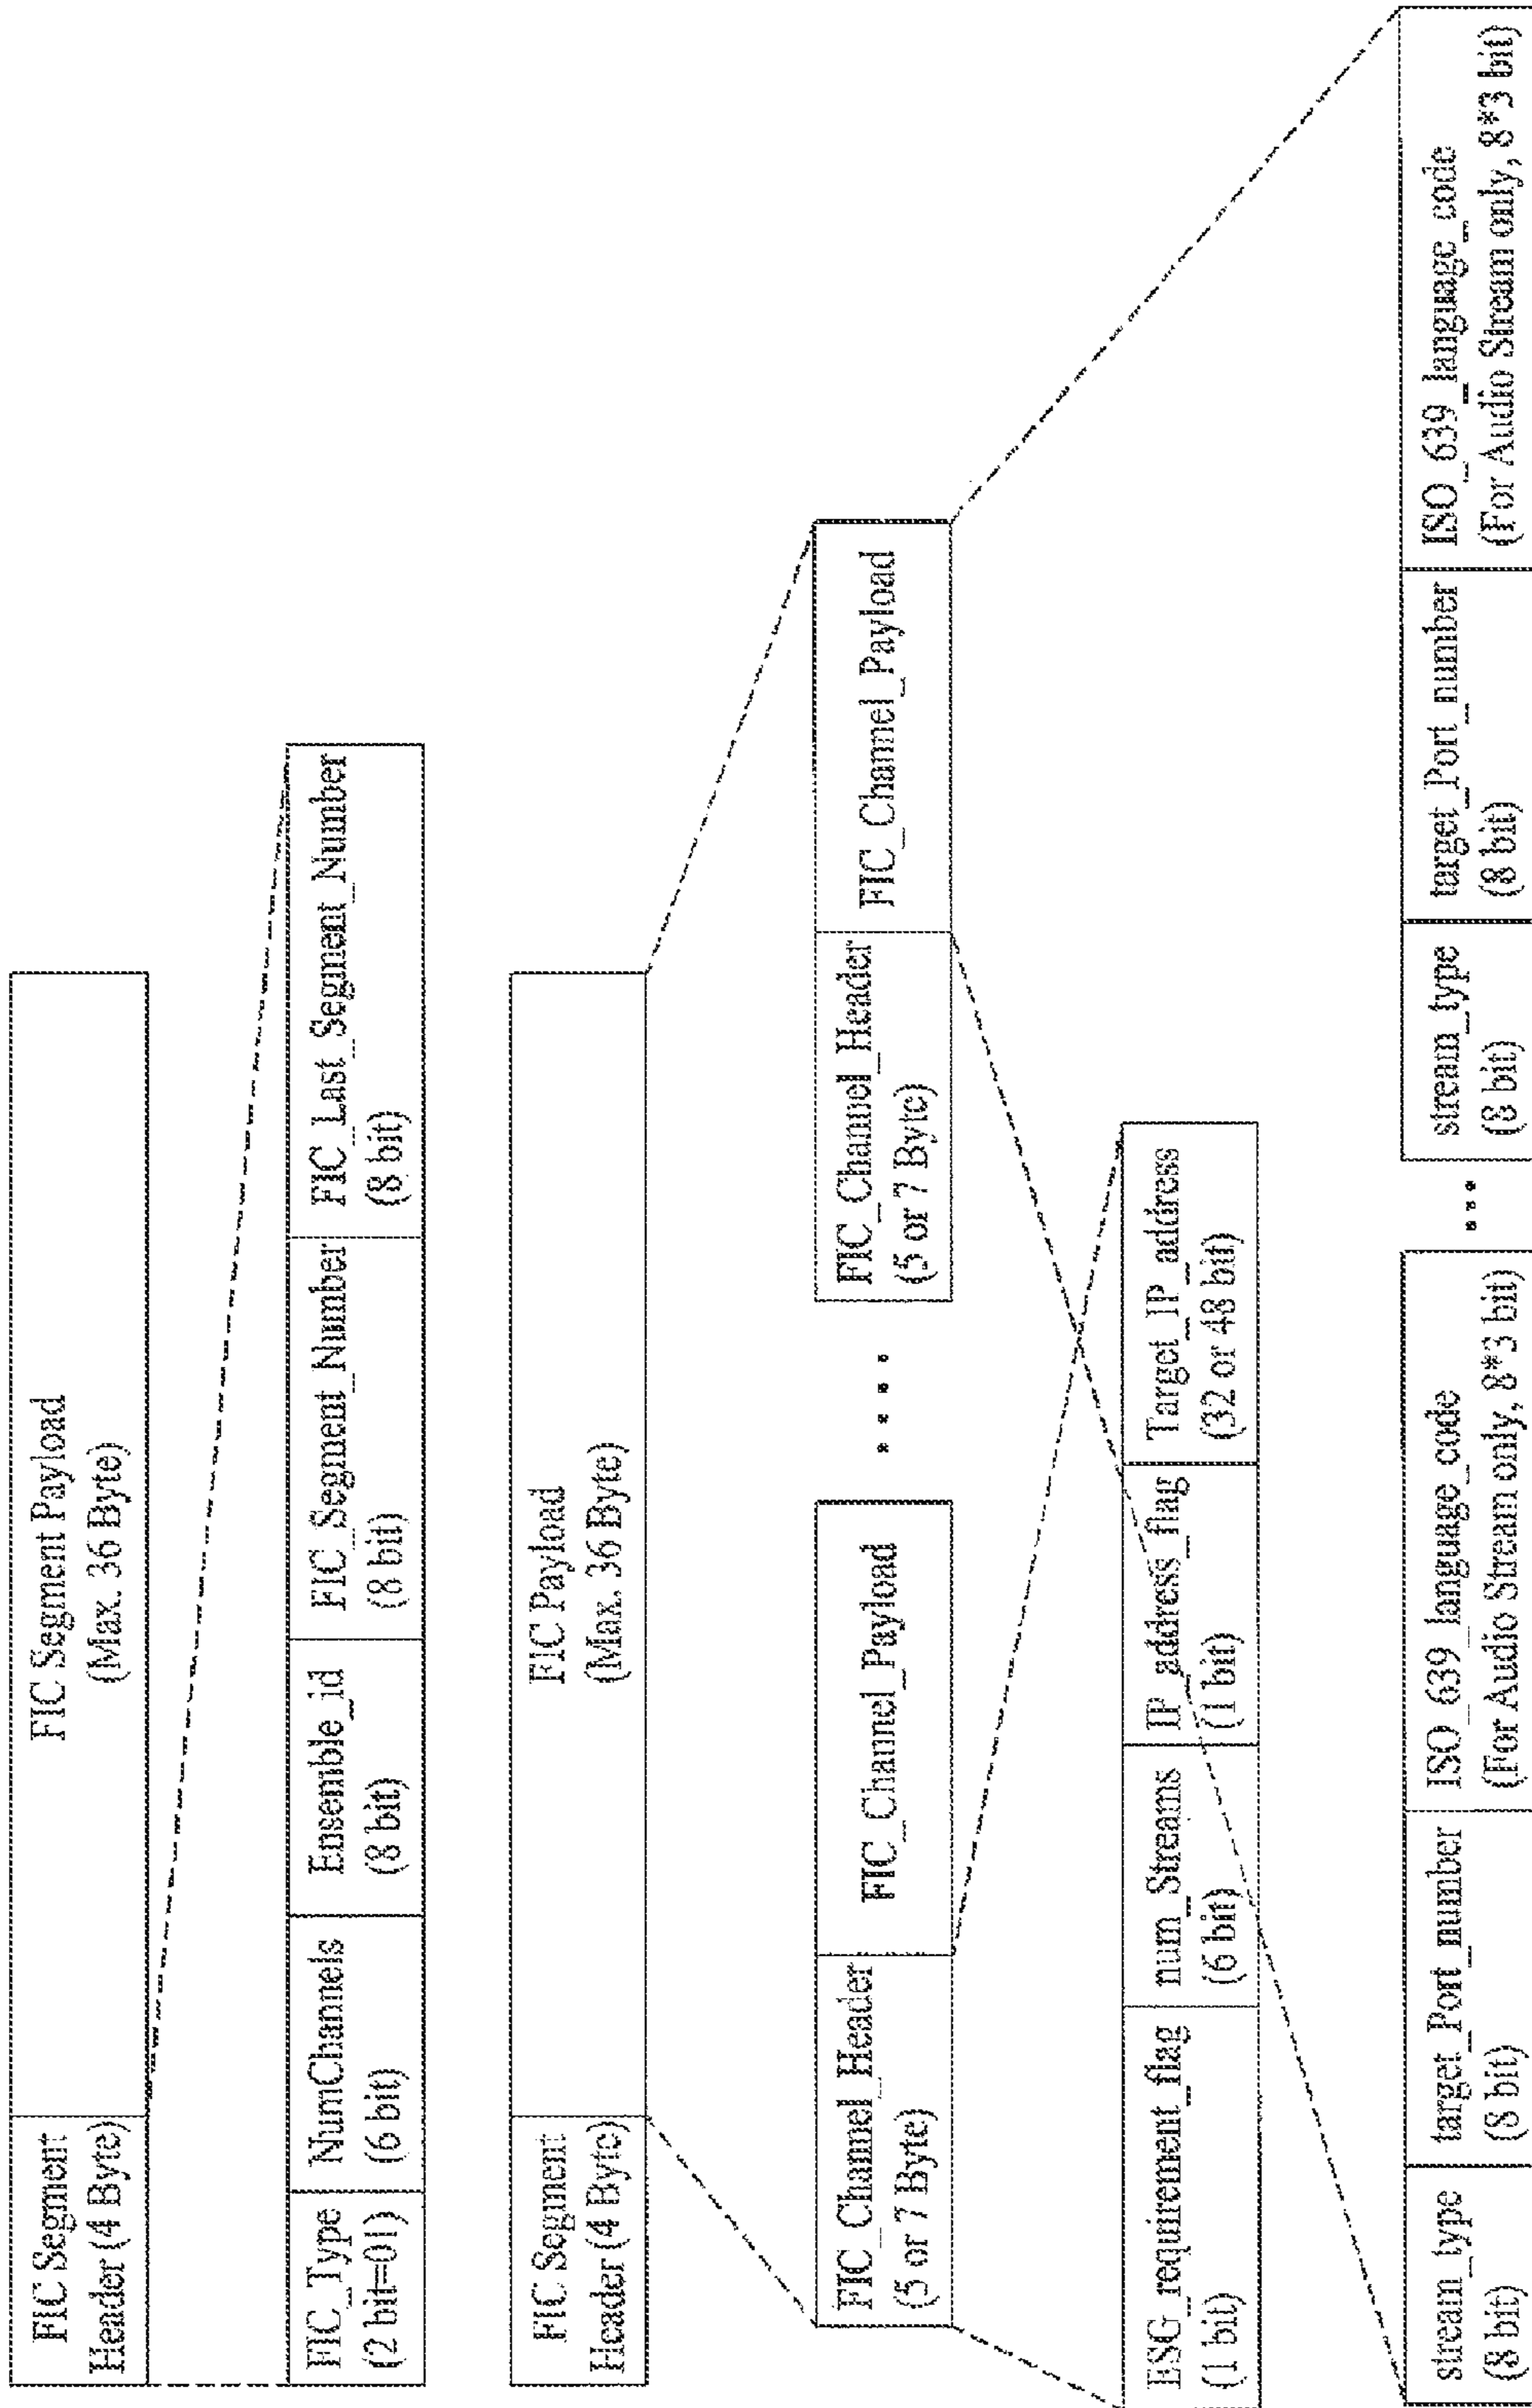 FIC Segment
Header (4 Byte)
FIC Segment Payload
(Max. 36 Byte)
FIC_Type
(2 bit=01)
NumChannels
(6 bit)
Ensemble_id
(8 bit)
FIC_Segment_Number
(8 bit)
FIC_Last_Segment_Number
(8 bit)
FIC Segment
Header (4 Byte)
FIC Payload
(Max. 36 Byte)
FIC_Channel_Header
(5 or 7 Byte)
FIC_Channel_Payload
....
FIC_Channel_Header
(5 or 7 Byte)
FIC_Channel_Payload
ESG_requirement_flag
(1 bit)
num_Streams
(6 bit)
IP_address_flag
(1 bit)
Target_IP_address
(32 or 48 bit)
stream_type
(8 bit)
target_Port_number
(8 bit)
ISO_639_language_code
(For Audio Stream only, 8*3 bit)
...
stream_type
(8 bit)
target_Port_number
(8 bit)
ISO_639_language_code
(For Audio Stream only, 8*3 bit)